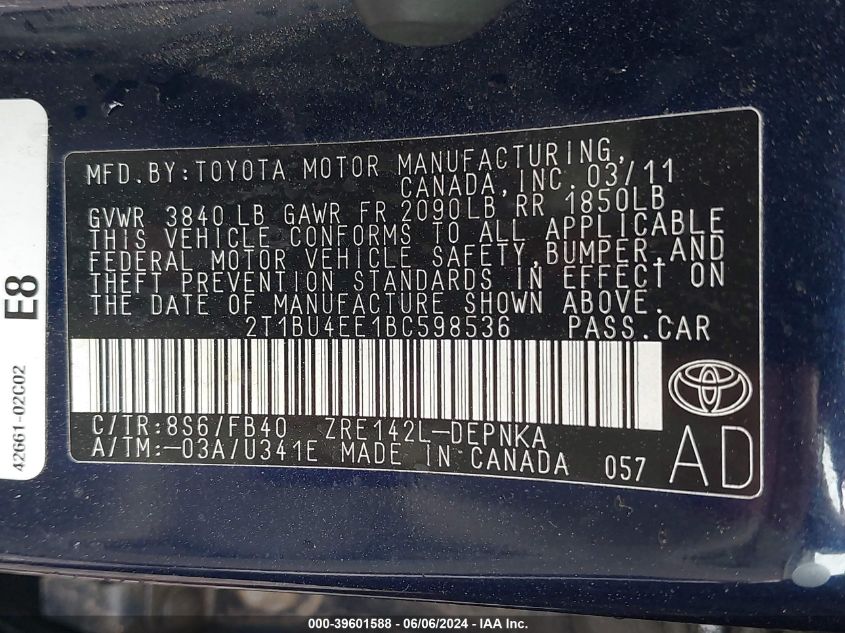 MFD.BY:TOYOTA MOTOR MANUFACTURING,
CANADA,INC. 03/11
GVWR 3840 LB GAWR FR 2090LB RR 1850LB
THIS VEHICLE CONFORMS TO ALL APPLICABLE
FEDERAL MOTOR VEHICLE SAFETY,BUMPER,AND
THEFT PREVENTION STANDARDS IN EFFECT ON
THE DATE OF MANUFACTURE SHOWN ABOVE.
2T1BU4EE1BC598536 PASS.CAR
C/TR:8S6/FB40 ZRE142L-DEPNKA
A/TM:-03A/U341E MADE IN CANADA 057 AD
E8
42661-02C02
000-39601588 - 06/06/2024 - IAA Inc.